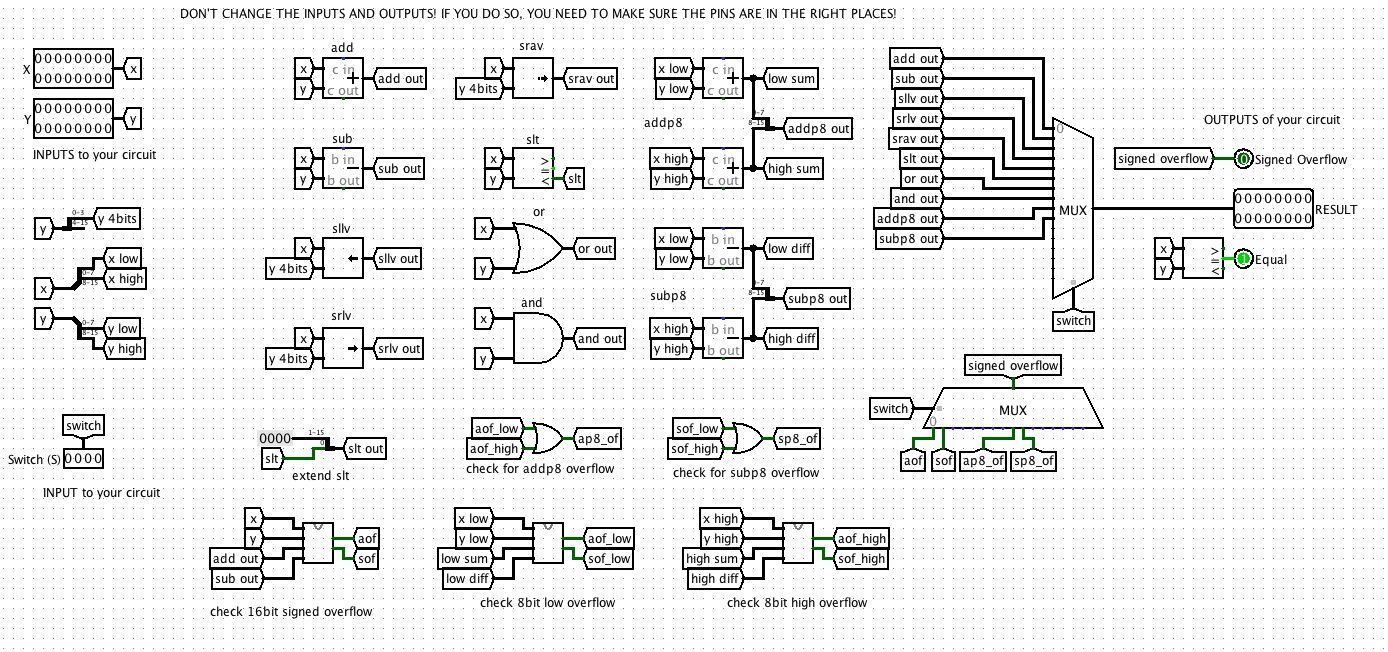 DON'T CHANGE THE INPUTS AND OUTPUTS! IF YOU DO SO, YOU NEED TO MAKE SURE THE PINS ARE IN THE RIGHT PLACES!
X
00000000
00000000
x
Y
00000000
00000000
y
INPUTS to your circuit
y
0-3
4-15
y 4bits
x
0-7
8-15
x low
x high
y
0-7
8-15
y low
y high
switch
Switch (S)
0000
INPUT to your circuit
add
x
y
c in
+
c out
add out
sub
x
y
b in
b out
sub out
sllv
x
y 4bits
sllv out
srlv
x
y 4bits
srlv out
srav
x
y 4bits
srav out
slt
x
y
>
=
<
slt
or
x
y
or out
and
x
y
and out
x low
y low
c in
+
c out
low sum
addp8
0-7
8-15
addp8 out
x high
y high
c in
+
c out
high sum
x low
y low
b in
b out
low diff
subp8
0-7
8-15
subp8 out
x high
y high
b in
b out
high diff
add out
sub out
sllv out
srlv out
srav out
slt out
or out
and out
addp8 out
subp8 out
0
MUX
switch
OUTPUTS of your circuit
signed overflow
0
Signed Overflow
00000000
00000000
RESULT
x
y
>
=
<
1
Equal
signed overflow
switch
MUX
0
aof
sof
ap8_of
sp8_of
0000
1-15
0
slt
slt out
extend slt
aof_low
aof_high
ap8_of
check for addp8 overflow
sof_low
sof_high
sp8_of
check for subp8 overflow
x
y
add out
sub out
aof
sof
check 16bit signed overflow
x low
y low
low sum
low diff
aof_low
sof_low
check 8bit low overflow
x high
y high
high sum
high diff
aof_high
sof_high
check 8bit high overflow